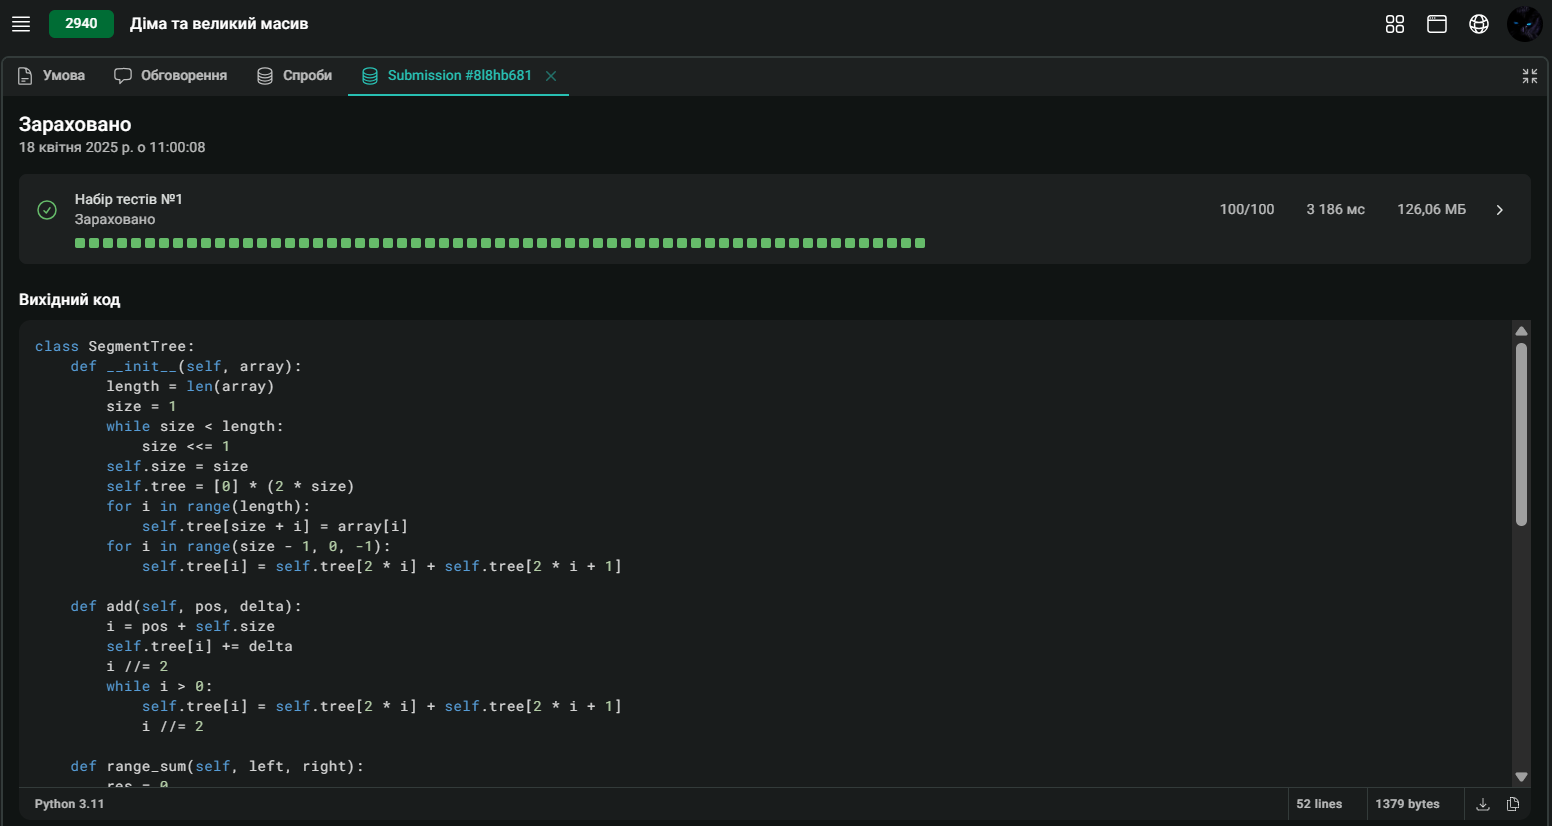 2940 Діма та великий масив
Умова Обговорення Спроби Submission #8l8hb681
Зараховано
18 квітня 2025 р. о 11:00:08
Набір тестів №1
Зараховано
100/100 3 186 мс 126,06 МБ
Вихідний код
class SegmentTree:
    def __init__(self, array):
        length = len(array)
        size = 1
        while size < length:
            size <<= 1
        self.size = size
        self.tree = [0] * (2 * size)
        for i in range(length):
            self.tree[size + i] = array[i]
        for i in range(size - 1, 0, -1):
            self.tree[i] = self.tree[2 * i] + self.tree[2 * i + 1]
    def add(self, pos, delta):
        i = pos + self.size
        self.tree[i] += delta
        i //= 2
        while i > 0:
            self.tree[i] = self.tree[2 * i] + self.tree[2 * i + 1]
            i //= 2
    def range_sum(self, left, right):
        res = 0
Python 3.11 52 lines 1379 bytes